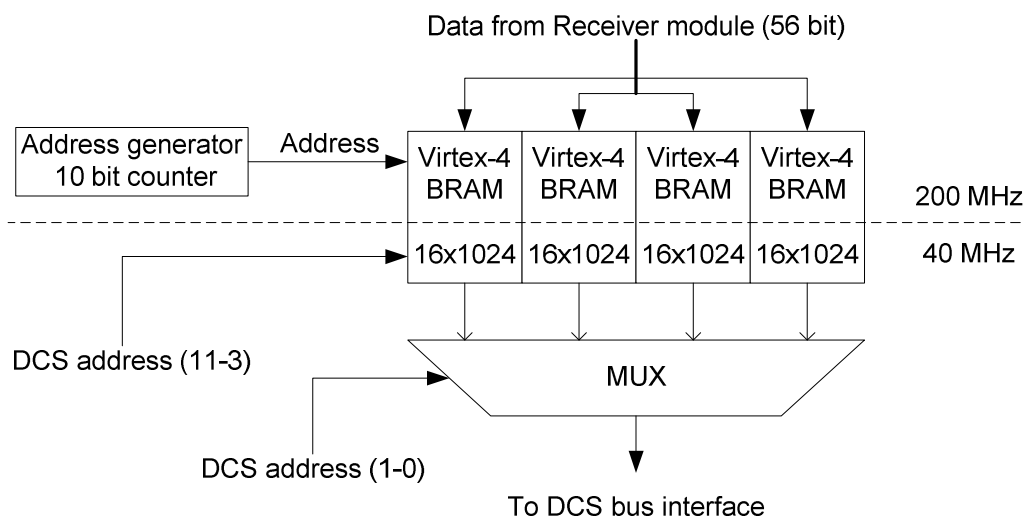 Data from Receiver module (56 bit)
Address generator
10 bit counter
Address
Virtex-4
BRAM
Virtex-4
BRAM
Virtex-4
BRAM
Virtex-4
BRAM
200 MHz
16x1024
16x1024
16x1024
16x1024
40 MHz
DCS address (11-3)
MUX
DCS address (1-0)
To DCS bus interface